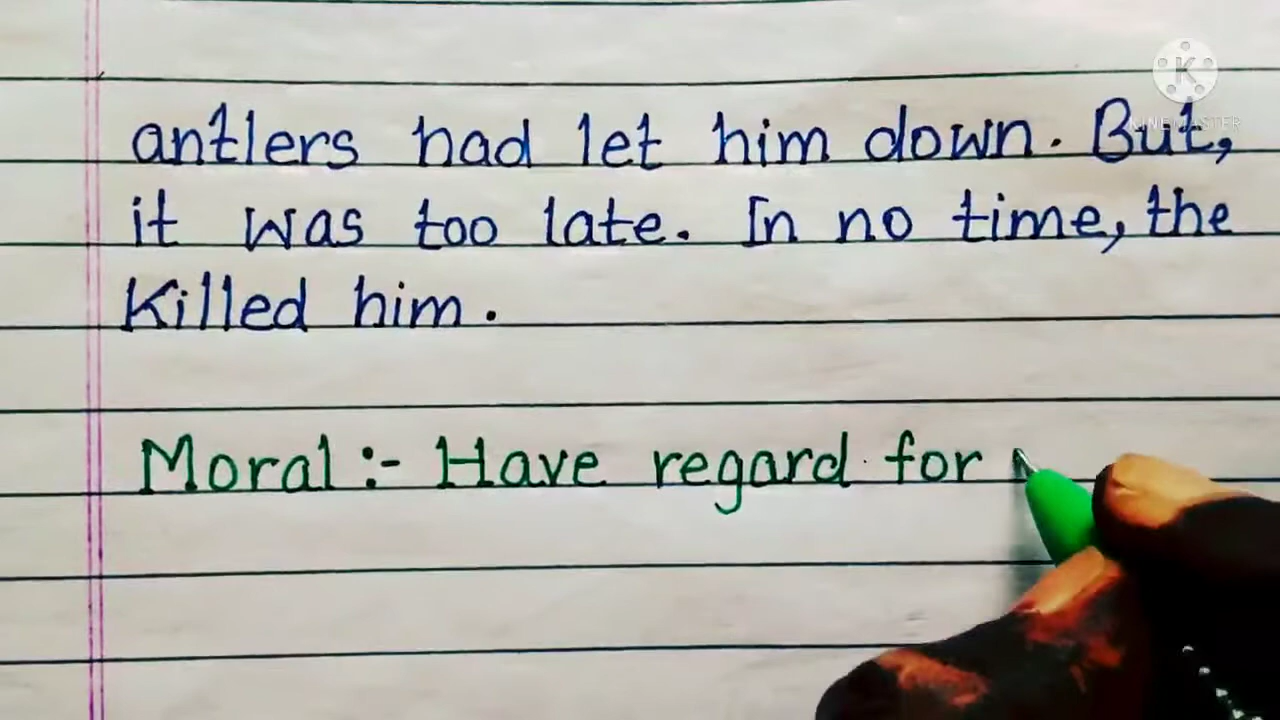 antlers had let him down. But,
it was too late. In no time, the
Killed him.
Moral :- Have regard for
KINEMASTER